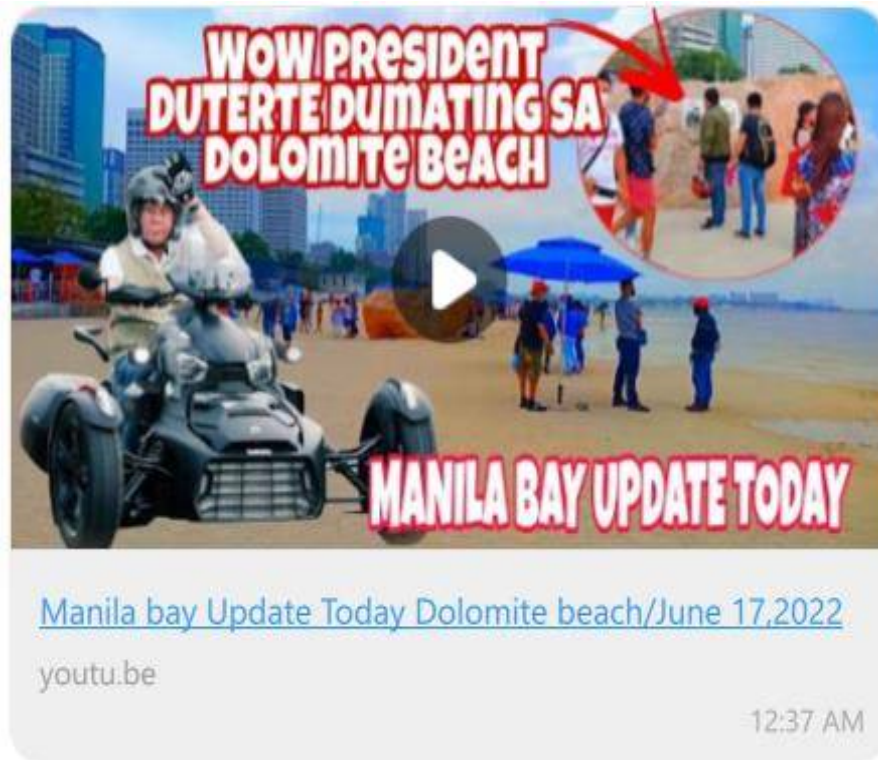 WOW PRESIDENT
DUTERTE DUMATING SA
DOLOMITE BEACH
MANILA BAY UPDATE TODAY
Manila bay Update Today Dolomite beach/June 17,2022
youtu.be
12:37 AM